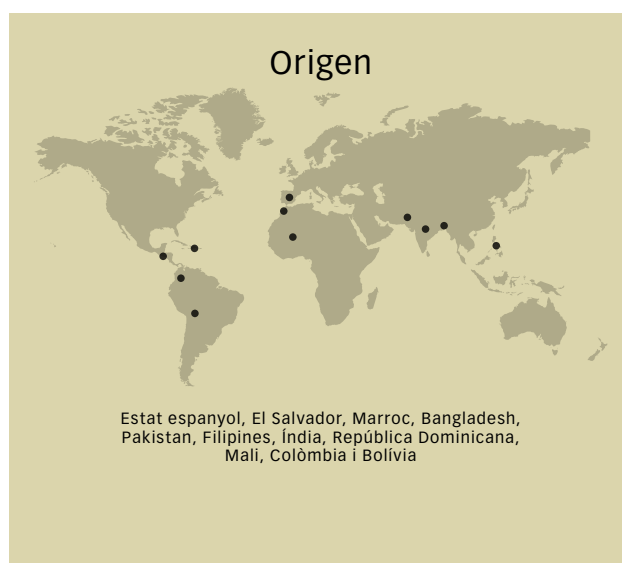 Origen
Estat espanyol, El Salvador, Marroc, Bangladesh,
Pakistan, Filipines, Índia, República Dominicana,
Mali, Colòmbia i Bolívia